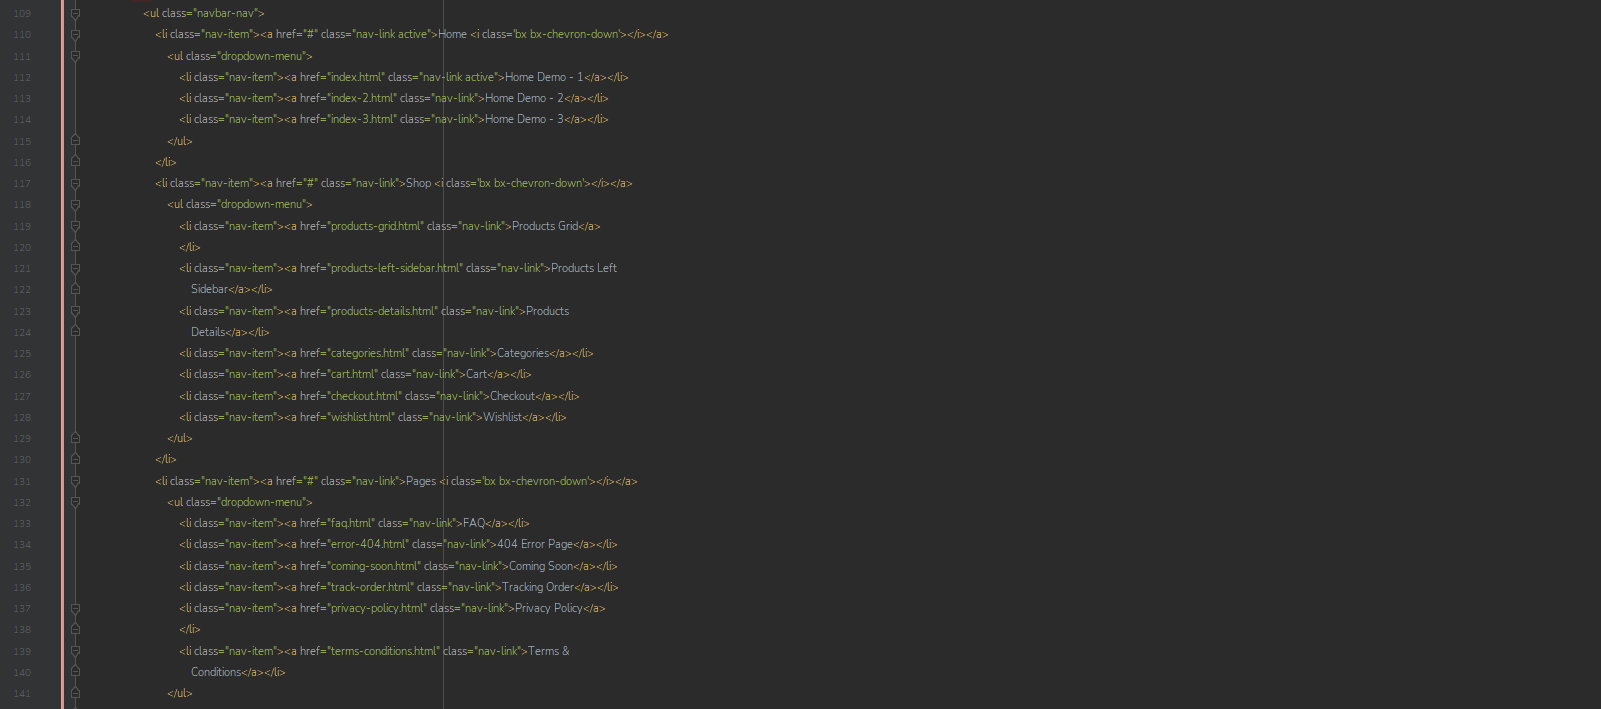 109 <ul class="navbar-nav">
110 <li class="nav-item"><a href="#" class="nav-link active">Home <i class='bx bx-chevron-down'></i></a>
111 <ul class="dropdown-menu">
112 <li class="nav-item"><a href="index.html" class="nav-link active">Home Demo - 1</a></li>
113 <li class="nav-item"><a href="index-2.html" class="nav-link">Home Demo - 2</a></li>
114 <li class="nav-item"><a href="index-3.html" class="nav-link">Home Demo - 3</a></li>
115 </ul>
116 </li>
117 <li class="nav-item"><a href="#" class="nav-link">Shop <i class='bx bx-chevron-down'></i></a>
118 <ul class="dropdown-menu">
119 <li class="nav-item"><a href="products-grid.html" class="nav-link">Products Grid</a>
120 </li>
121 <li class="nav-item"><a href="products-left-sidebar.html" class="nav-link">Products Left
122 Sidebar</a></li>
123 <li class="nav-item"><a href="products-details.html" class="nav-link">Products
124 Details</a></li>
125 <li class="nav-item"><a href="categories.html" class="nav-link">Categories</a></li>
126 <li class="nav-item"><a href="cart.html" class="nav-link">Cart</a></li>
127 <li class="nav-item"><a href="checkout.html" class="nav-link">Checkout</a></li>
128 <li class="nav-item"><a href="wishlist.html" class="nav-link">Wishlist</a></li>
129 </ul>
130 </li>
131 <li class="nav-item"><a href="#" class="nav-link">Pages <i class='bx bx-chevron-down'></i></a>
132 <ul class="dropdown-menu">
133 <li class="nav-item"><a href="faq.html" class="nav-link">FAQ</a></li>
134 <li class="nav-item"><a href="error-404.html" class="nav-link">404 Error Page</a></li>
135 <li class="nav-item"><a href="coming-soon.html" class="nav-link">Coming Soon</a></li>
136 <li class="nav-item"><a href="track-order.html" class="nav-link">Tracking Order</a></li>
137 <li class="nav-item"><a href="privacy-policy.html" class="nav-link">Privacy Policy</a>
138 </li>
139 <li class="nav-item"><a href="terms-conditions.html" class="nav-link">Terms &
140 Conditions</a></li>
141 </ul>